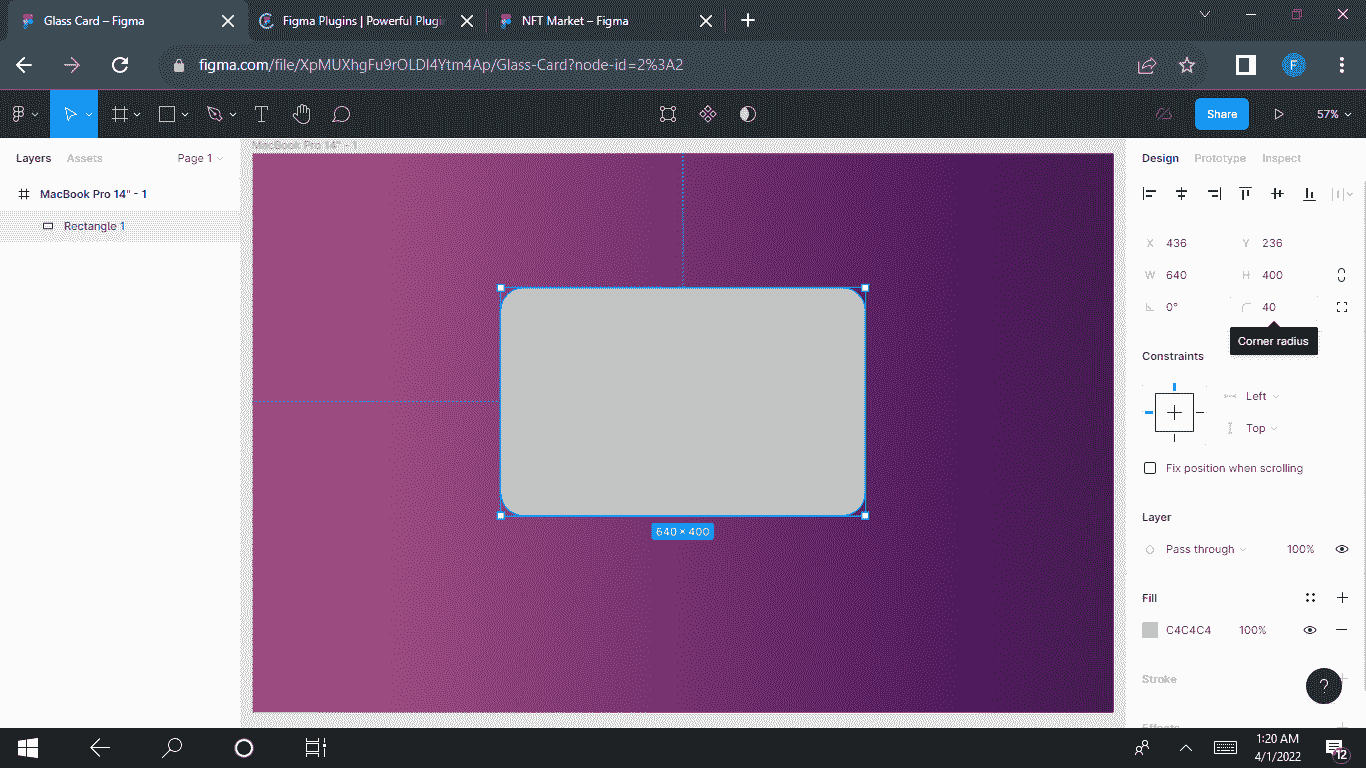 Glass Card – Figma
Figma Plugins | Powerful Plugin
NFT Market – Figma
figma.com/file/XpMUXhgFu9rOLDl4Ytm4Ap/Glass-Card?node-id=2%3A2
F
Share
57%
Layers
Assets
Page 1
MacBook Pro 14" - 1
Rectangle 1
MacBook Pro 14" - 1
640 × 400
Design
Prototype
Inspect
X 436
Y 236
W 640
H 400
0°
40
Corner radius
Constraints
Left
Top
Fix position when scrolling
Layer
Pass through
100%
Fill
C4C4C4
100%
Stroke
?
Effects
1:20 AM
4/1/2022
12